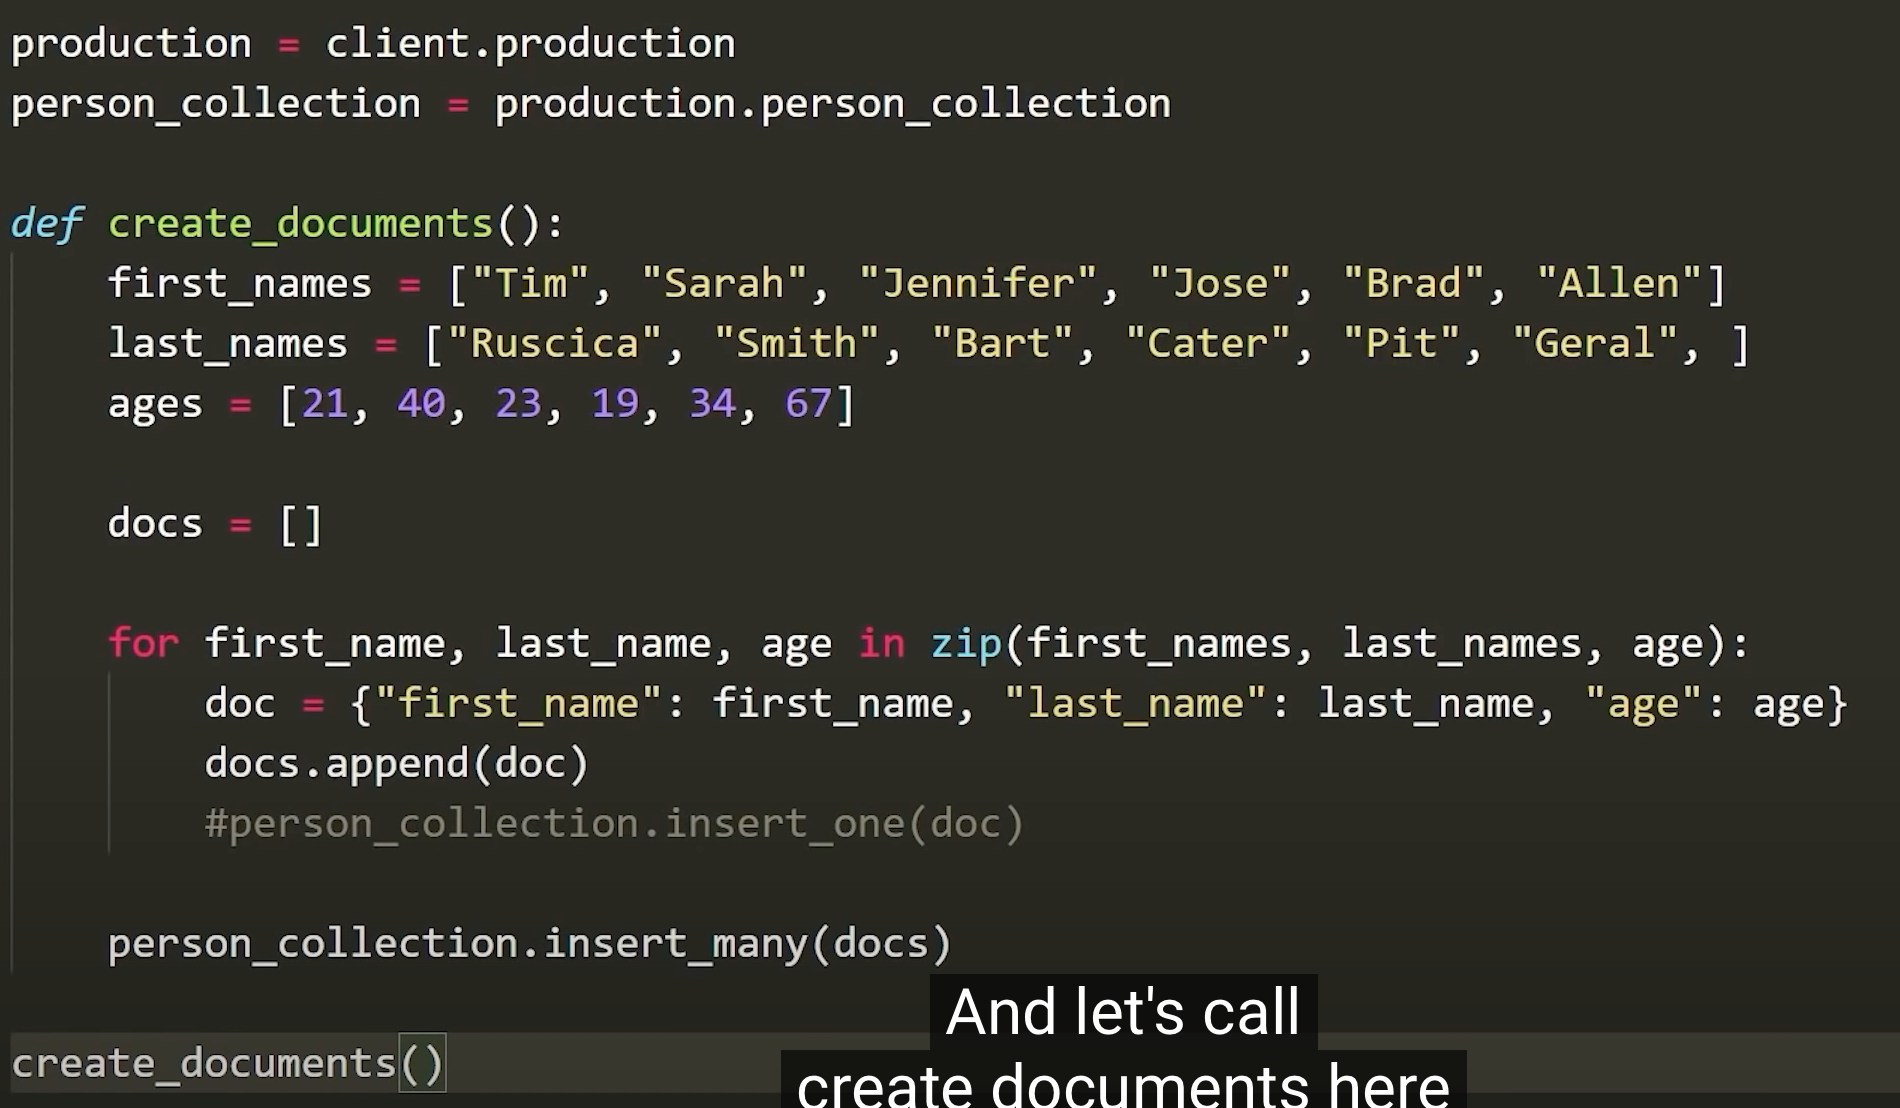 production = client.production
person_collection = production.person_collection
def create_documents():
    first_names = ["Tim", "Sarah", "Jennifer", "Jose", "Brad", "Allen"]
    last_names = ["Ruscica", "Smith", "Bart", "Cater", "Pit", "Geral", ]
    ages = [21, 40, 23, 19, 34, 67]
    docs = []
    for first_name, last_name, age in zip(first_names, last_names, age):
        doc = {"first_name": first_name, "last_name": last_name, "age": age}
        docs.append(doc)
        #person_collection.insert_one(doc)
    person_collection.insert_many(docs)
create_documents()
And let's call
create documents here